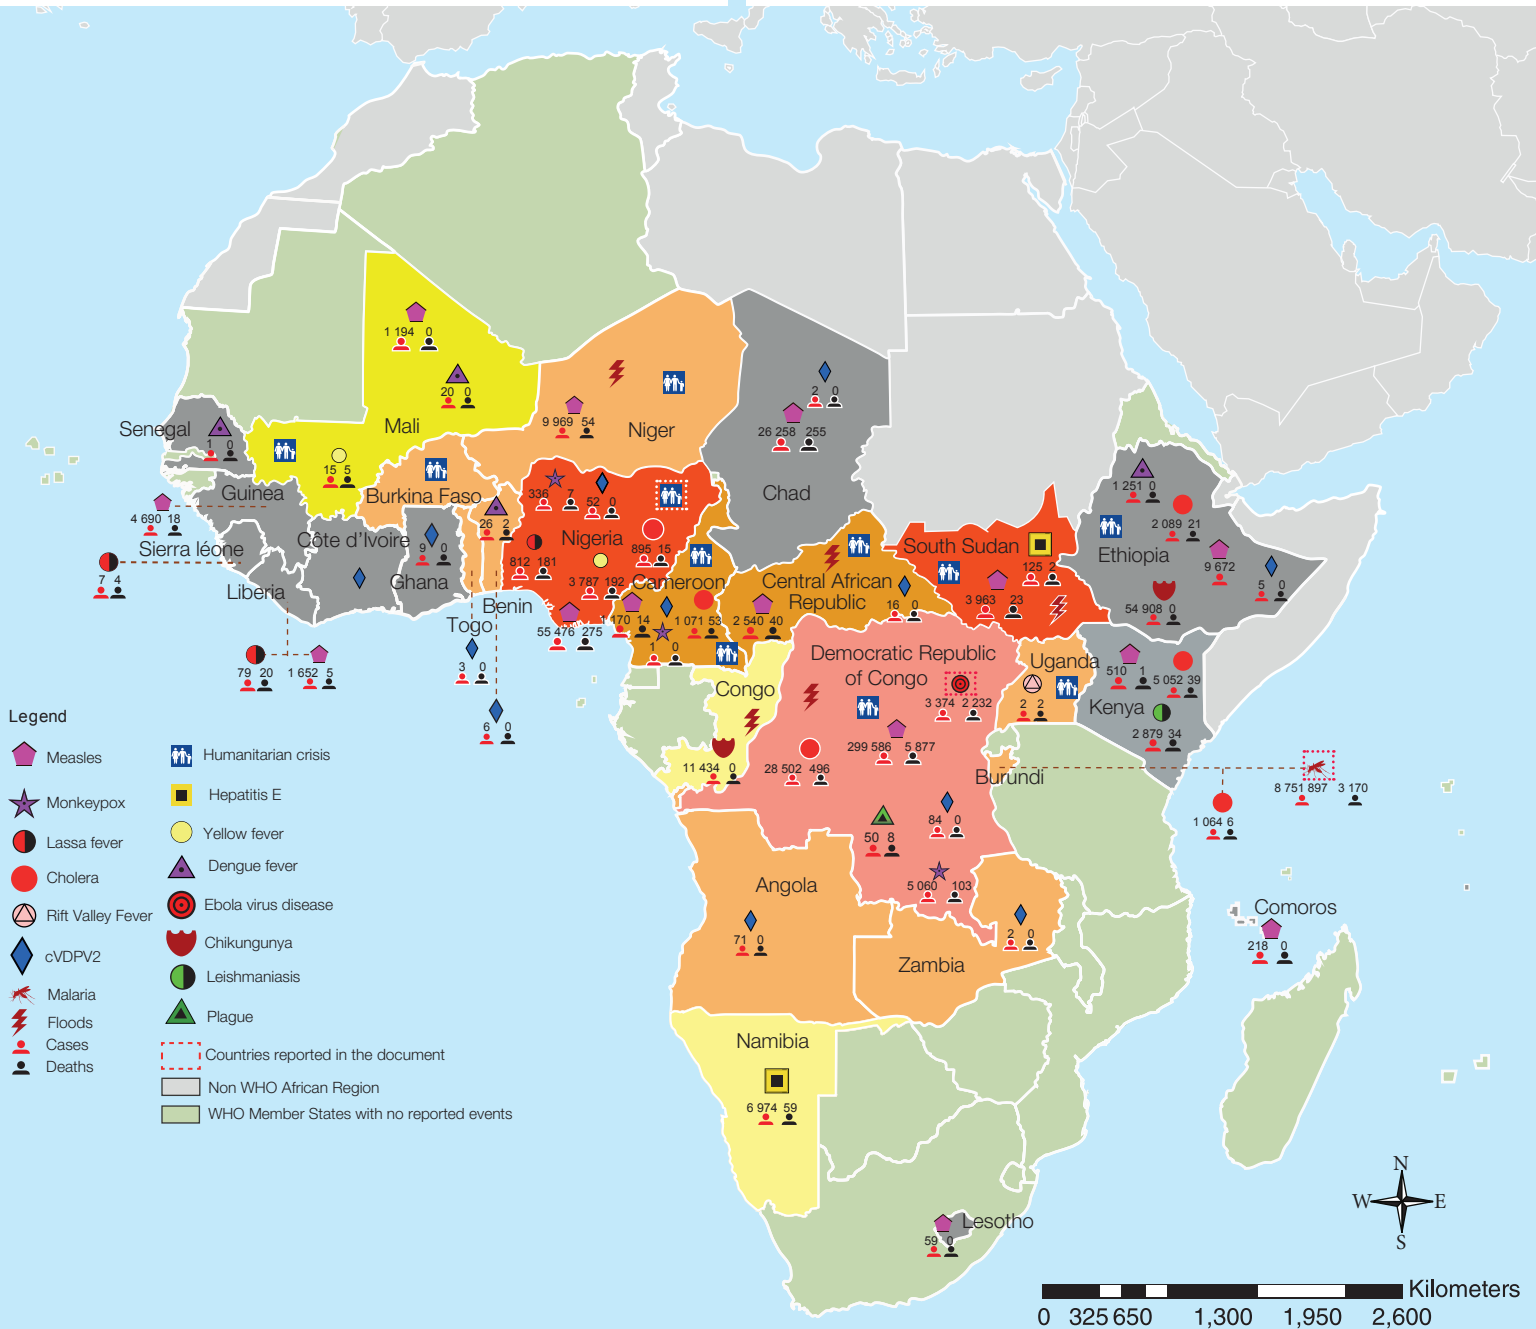 1 194 0
20 0
Mali
Senegal
1 0
15 5
9 969 54
Niger
2 0
26 258 255
Chad
Guinea
4 690 18
Burkina Faso
26 2
336 7
52 0
Nigeria
895 15
812 181
3 787 192
55 476 275
Sierra léone
7 4
Côte d'Ivoire
9 0
Ghana
Liberia
79 20
1 652 5
Togo
3 0
Benin
6 0
Cameroon
1 170 14
1 071 53
1 0
Central African
Republic
2 540 40
16 0
South Sudan
125 2
3 963 23
1 251 0
2 089 21
Ethiopia
9 672
5 0
54 908 0
Uganda
2 2
510 1
5 052 39
Kenya
2 879 34
Congo
11 434 0
Democratic Republic
of Congo
3 374 2 232
299 586 5 877
28 502 496
84 0
50 8
5 060 103
Burundi
1 064 6
8 751 897 3 170
Angola
71 0
2 0
Zambia
Comoros
218 0
Namibia
6 974 59
Lesotho
59 0
Legend
Measles
Monkeypox
Lassa fever
Cholera
Rift Valley Fever
cVDPV2
Malaria
Floods
Cases
Deaths
Humanitarian crisis
Hepatitis E
Yellow fever
Dengue fever
Ebola virus disease
Chikungunya
Leishmaniasis
Plague
Countries reported in the document
Non WHO African Region
WHO Member States with no reported events
N
W E
S
Kilometers
0 325 650 1,300 1,950 2,600